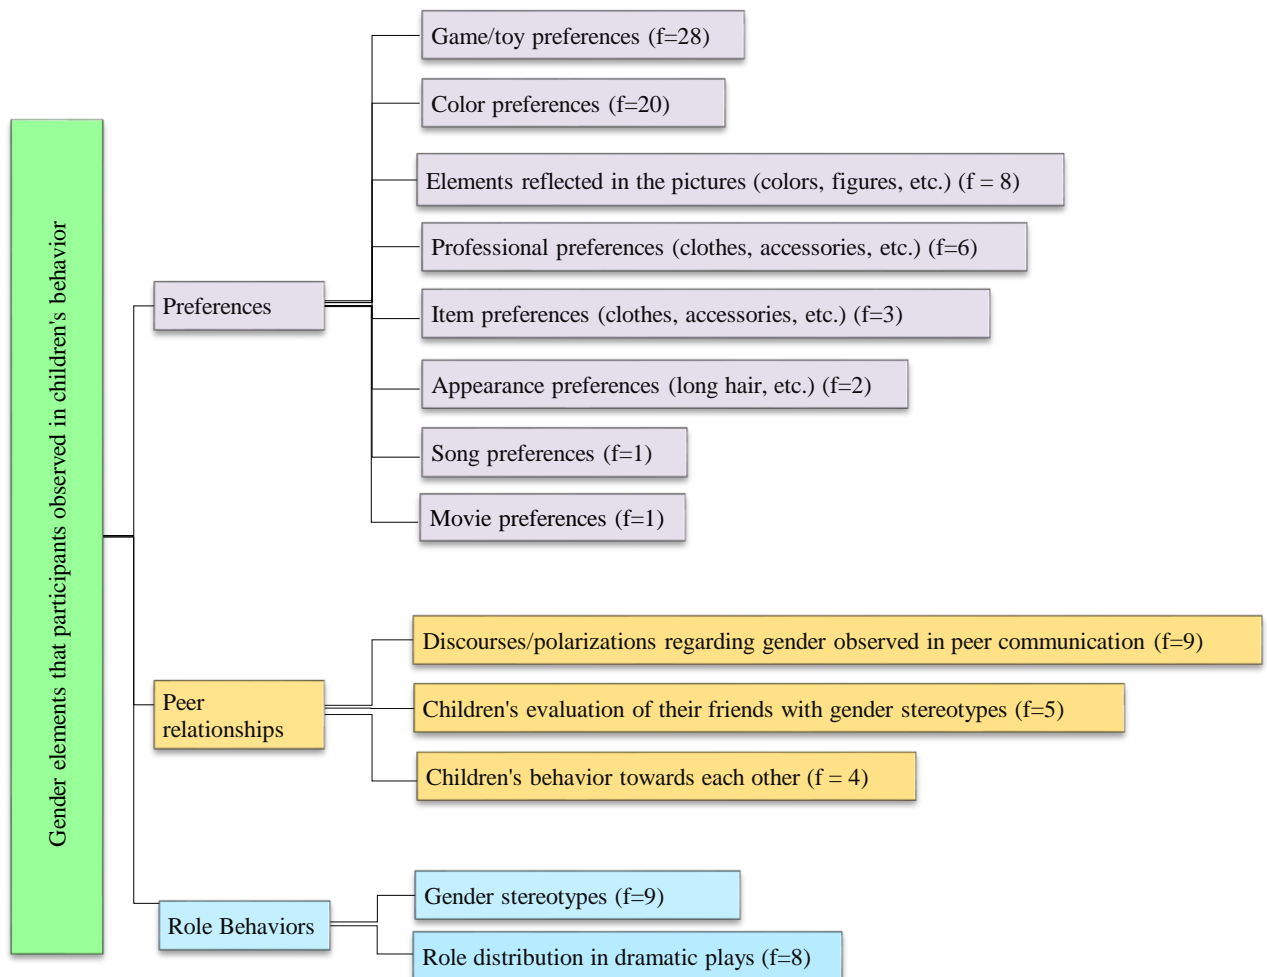 Gender elements that participants observed in children's behavior
Preferences
Game/toy preferences (f=28)
Color preferences (f=20)
Elements reflected in the pictures (colors, figures, etc.) (f = 8)
Professional preferences (clothes, accessories, etc.) (f=6)
Item preferences (clothes, accessories, etc.) (f=3)
Appearance preferences (long hair, etc.) (f=2)
Song preferences (f=1)
Movie preferences (f=1)
Peer
relationships
Discourses/polarizations regarding gender observed in peer communication (f=9)
Children's evaluation of their friends with gender stereotypes (f=5)
Children's behavior towards each other (f = 4)
Role Behaviors
Gender stereotypes (f=9)
Role distribution in dramatic plays (f=8)